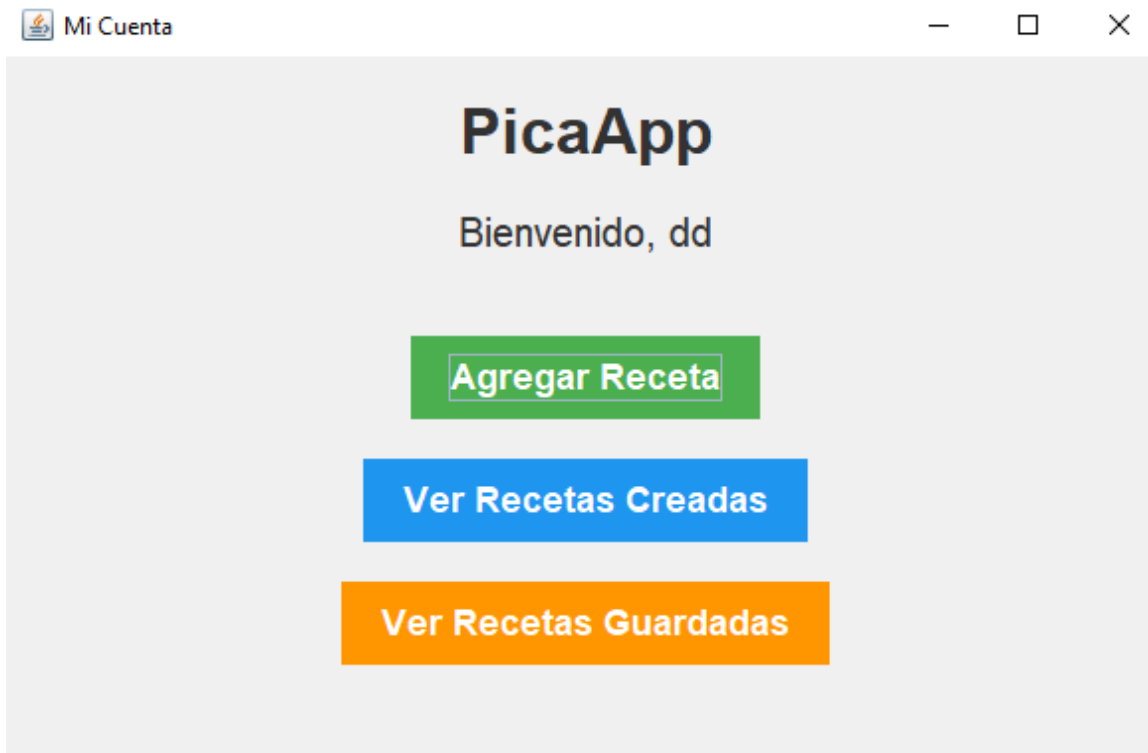 Mi Cuenta
PicaApp
Bienvenido, dd
Agregar Receta
Ver Recetas Creadas
Ver Recetas Guardadas